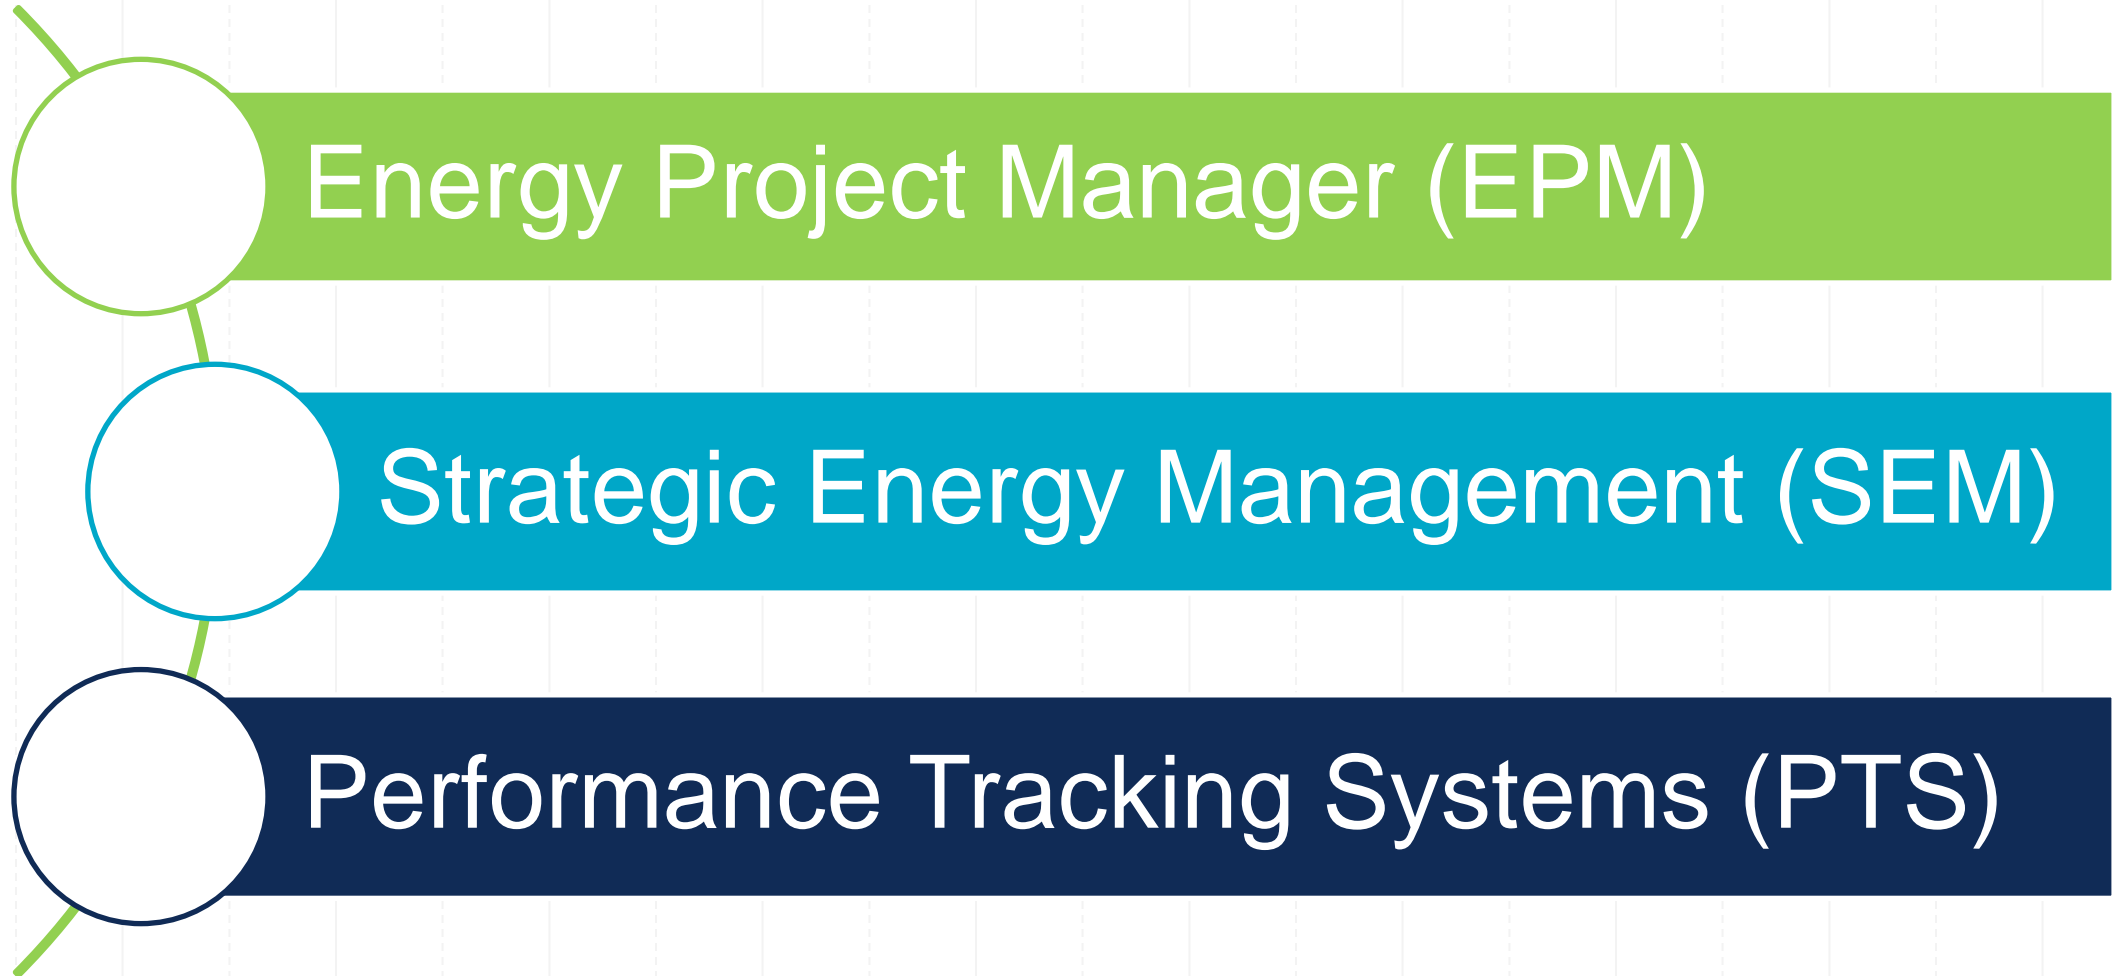 Energy Project Manager (EPM)
Strategic Energy Management (SEM)
Performance Tracking Systems (PTS)